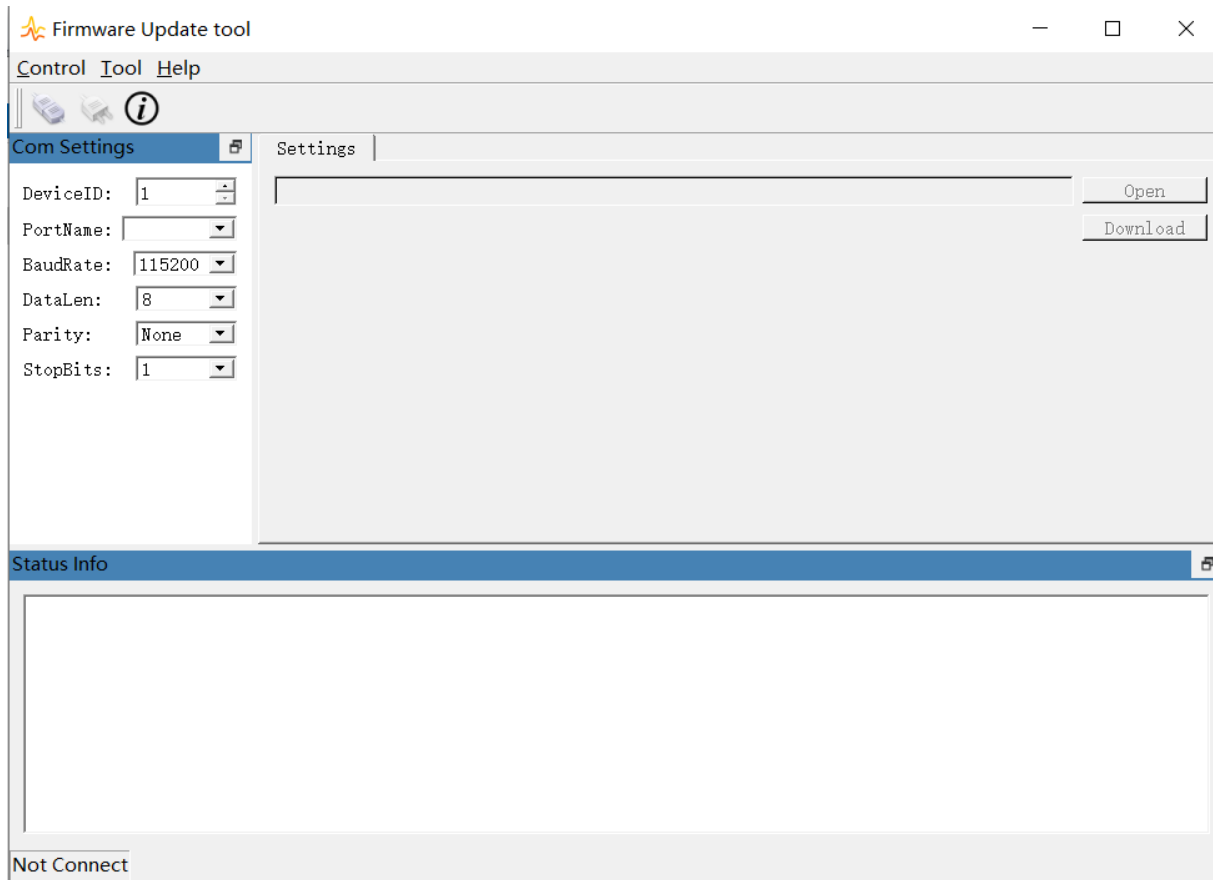 Firmware Update tool
Control Tool Help
Com Settings
Settings
DeviceID: 1
Open
PortName:
Download
BaudRate: 115200
DataLen: 8
Parity: None
StopBits: 1
Status Info
Not Connect